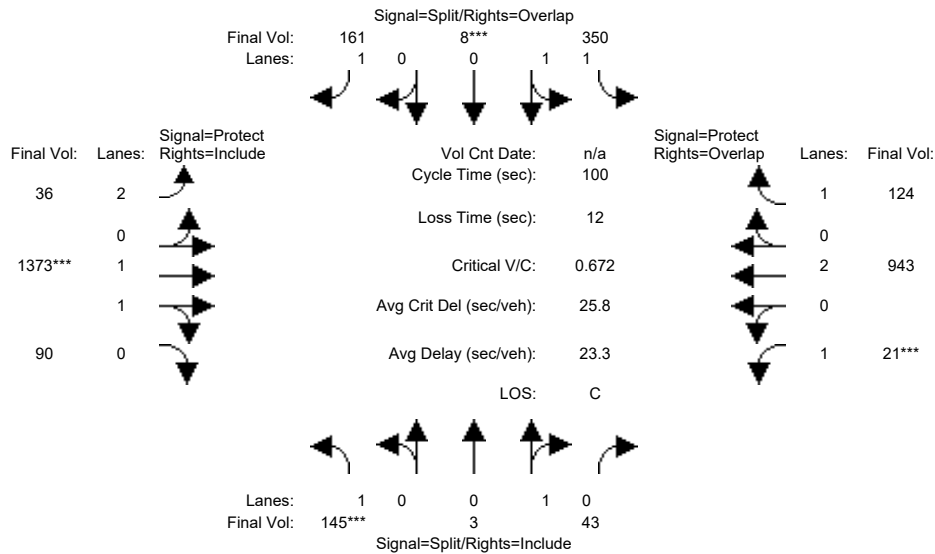 Signal=Split/Rights=Overlap
Final Vol: 161 8*** 350
Lanes: 1 0 0 1 1
Signal=Protect
Signal=Protect
Final Vol: Lanes: Rights=Include Vol Cnt Date: n/a Rights=Overlap Lanes: Final Vol:
Cycle Time (sec): 100
36 2 1 124
Loss Time (sec): 12
0 0
1373*** 1 Critical V/C: 0.672 2 943
1 Avg Crit Del (sec/veh): 25.8 0
90 0 Avg Delay (sec/veh): 23.3 1 21***
LOS: C
Lanes: 1 0 0 1 0
Final Vol: 145*** 3 43
Signal=Split/Rights=Include